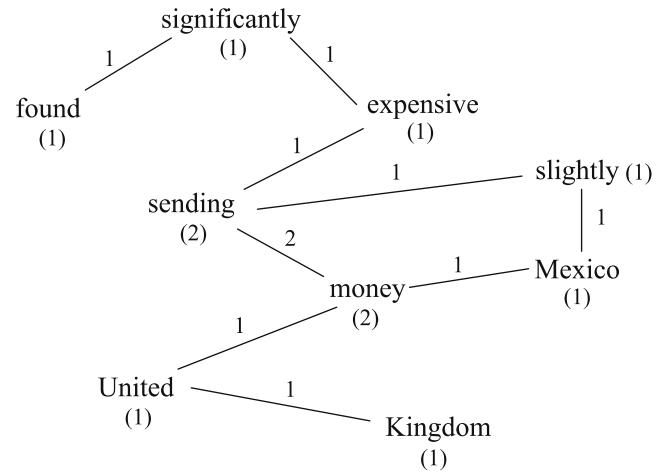 significantly
(1)
1
1
found
(1)
expensive
(1)
1
1
slightly (1)
sending
(2)
1
2
1
Mexico
(1)
money
(2)
1
United
(1)
1
Kingdom
(1)